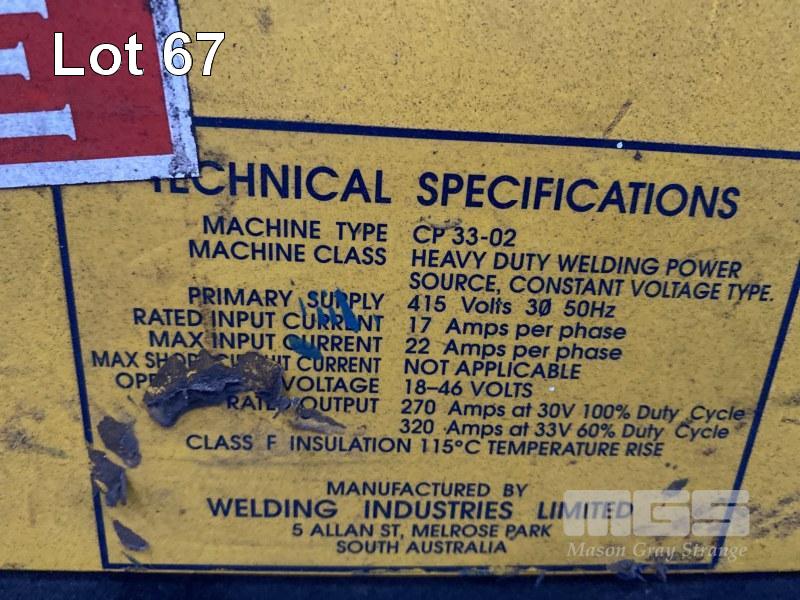 Lot 67
TECHNICAL SPECIFICATIONS
MACHINE TYPE CP 33-02
MACHINE CLASS HEAVY DUTY WELDING POWER
SOURCE, CONSTANT VOLTAGE TYPE.
PRIMARY SUPPLY 415 Volts 3Ø 50Hz
RATED INPUT CURRENT 17 Amps per phase
MAX INPUT CURRENT 22 Amps per phase
MAX SHORT CIRCUIT CURRENT NOT APPLICABLE
VOLTAGE 18–46 VOLTS
RATED OUTPUT 270 Amps at 30V 100% Duty Cycle
320 Amps at 33V 60% Duty Cycle
CLASS F INSULATION 115°C TEMPERATURE RISE
MANUFACTURED BY
WELDING INDUSTRIES LIMITED
5 ALLAN ST, MELROSE PARK
SOUTH AUSTRALIA
MGS
Mason Gray Strange